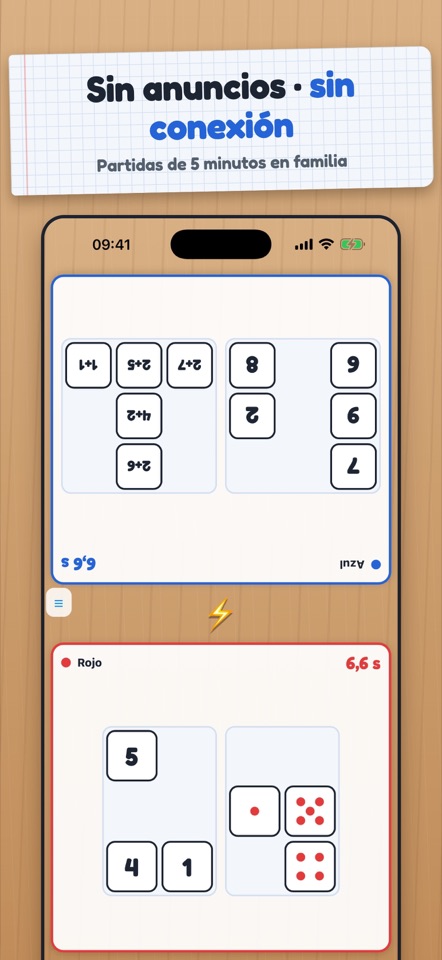 Sin anuncios · sin
conexión
Partidas de 5 minutos en familia
09:41
1+1 2+5 2+7 8 9
4+2 2 6
2+6 7
6,6 s Azul
Rojo 6,6 s
5
4 1